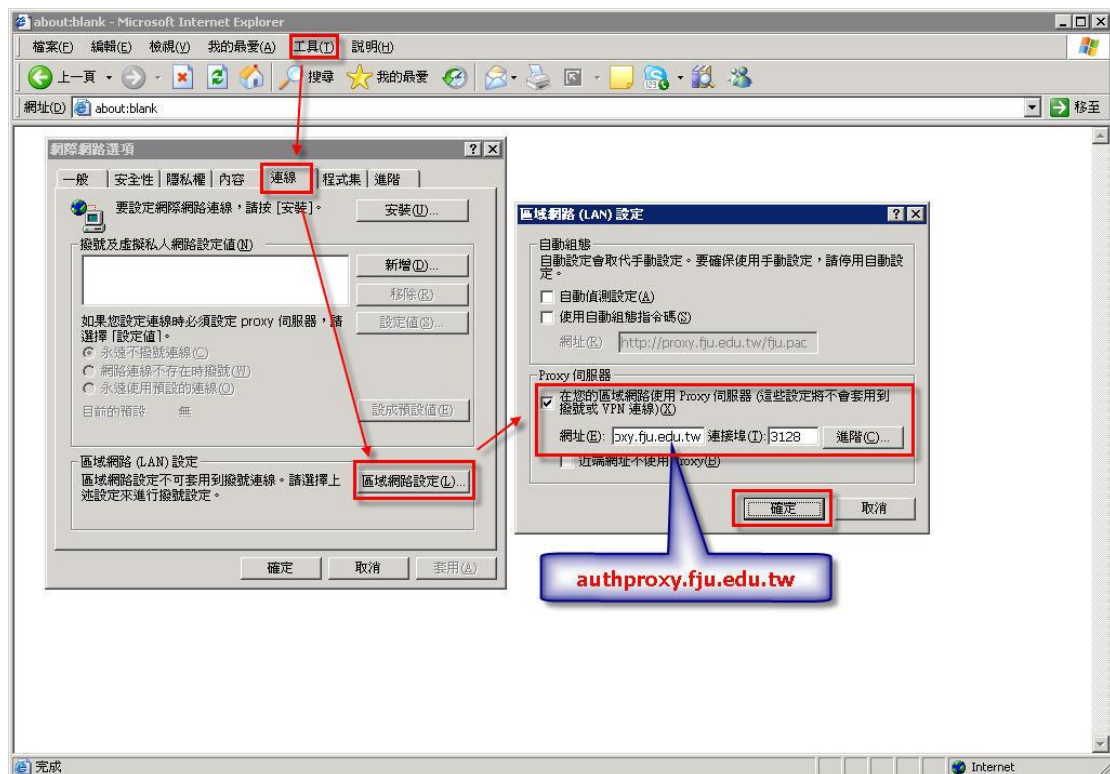 about:blank - Microsoft Internet Explorer
檔案(F) 編輯(E) 檢視(V) 我的最愛(A) 工具(T) 說明(H)
上一頁 搜尋 我的最愛
網址(D) about:blank 移至
網際網路選項
一般 安全性 隱私權 內容 連線 程式集 進階
要設定網際網路連線,請按 [安裝]。 安裝(U)...
撥號及虛擬私人網路設定值(N)
新增(D)...
移除(R)
如果您設定連線時必須設定 proxy 伺服器,請
選擇 [設定值]。
設定值(S)...
永遠不撥號連線(C)
網路連線不存在時撥號(W)
永遠使用預設的連線(O)
目前的預設 無 設成預設值(E)
區域網路 (LAN) 設定
區域網路設定不可套用到撥號連線。請選擇上
述設定來進行撥號設定。
區域網路設定(L)...
確定 取消 套用(A)
區域網路 (LAN) 設定
自動組態
自動設定會取代手動設定。要確保使用手動設定,請停用自動設
定。
自動偵測設定(A)
使用自動組態指令碼(S)
網址(R) http://proxy.fju.edu.tw/fju.pac
Proxy 伺服器
在您的區域網路使用 Proxy 伺服器 (這些設定將不會套用到
撥號或 VPN 連線)(X)
網址(E): oxy.fju.edu.tw 連接埠(T): 3128 進階(C)...
近端網址不使用 Proxy(B)
確定 取消
authproxy.fju.edu.tw
完成 Internet